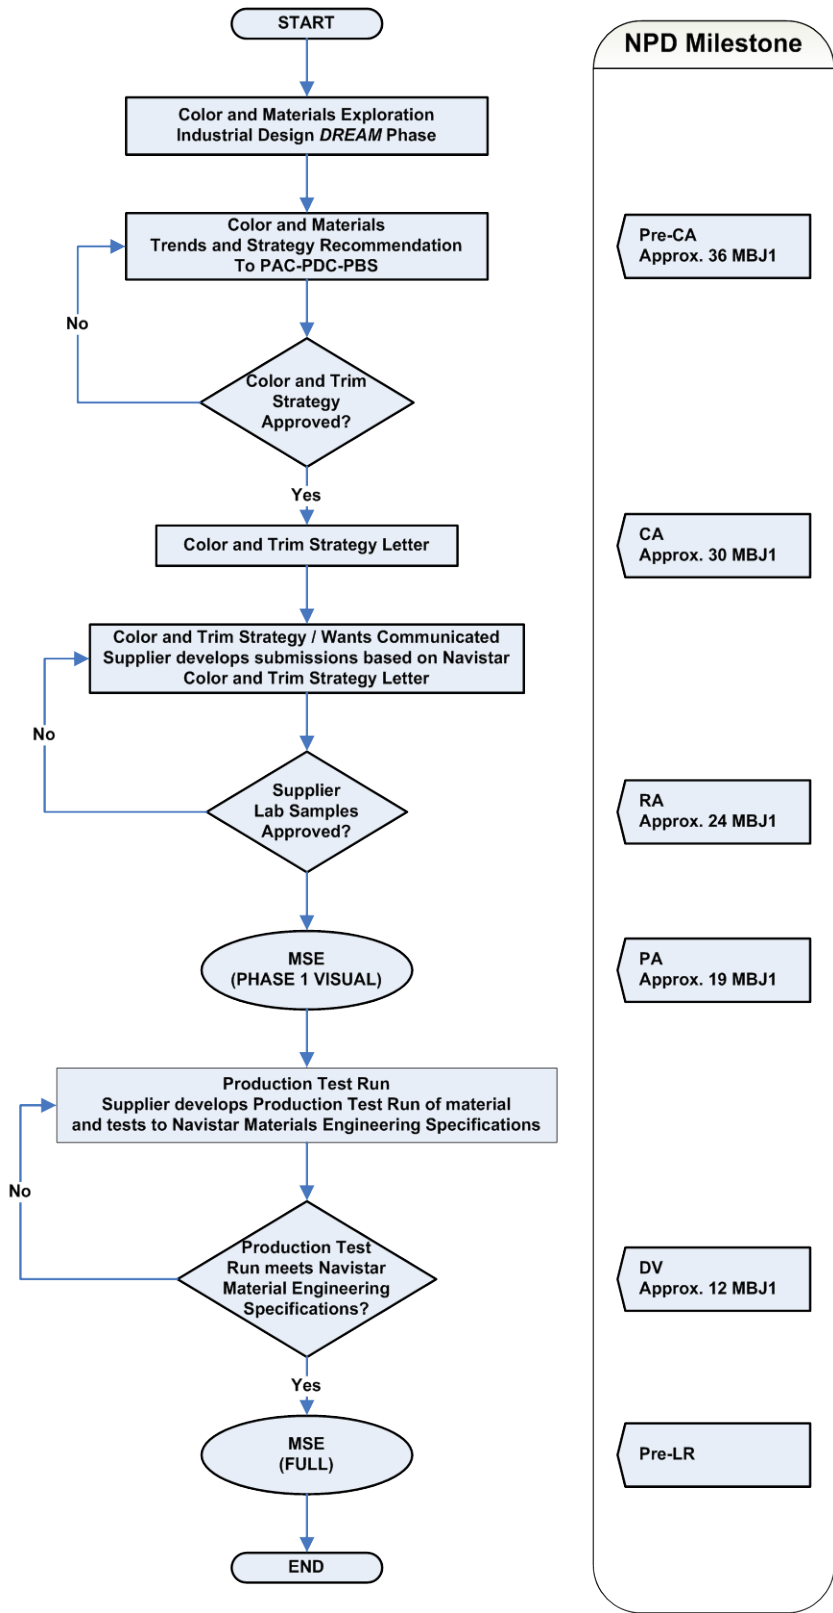 START
NPD Milestone
Color and Materials Exploration
Industrial Design DREAM Phase
Color and Materials
Trends and Strategy Recommendation
To PAC-PDC-PBS
Pre-CA
Approx. 36 MBJ1
No
Color and Trim
Strategy
Approved?
Yes
Color and Trim Strategy Letter
CA
Approx. 30 MBJ1
Color and Trim Strategy / Wants Communicated
Supplier develops submissions based on Navistar
Color and Trim Strategy Letter
No
Supplier
Lab Samples
Approved?
RA
Approx. 24 MBJ1
MSE
(PHASE 1 VISUAL)
PA
Approx. 19 MBJ1
Production Test Run
Supplier develops Production Test Run of material
and tests to Navistar Materials Engineering Specifications
No
Production Test
Run meets Navistar
Material Engineering
Specifications?
DV
Approx. 12 MBJ1
Yes
MSE
(FULL)
Pre-LR
END